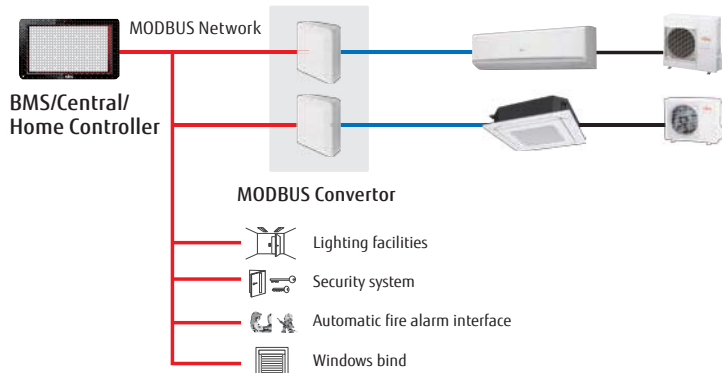 MODBUS Network
BMS/Central/
Home Controller
MODBUS Convertor
Lighting facilities
Security system
Automatic fire alarm interface
Windows bind